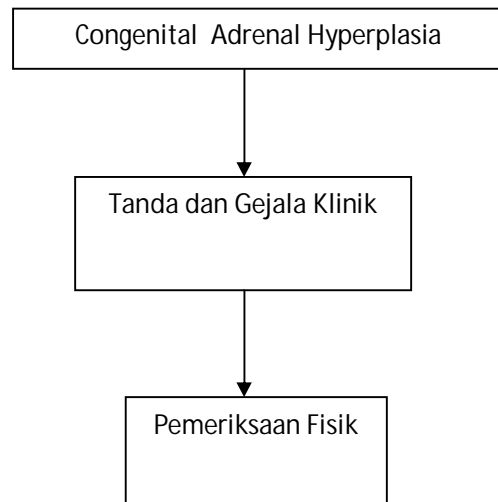 Congenital  Adrenal Hyperplasia
Tanda dan Gejala Klinik
Pemeriksaan Fisik